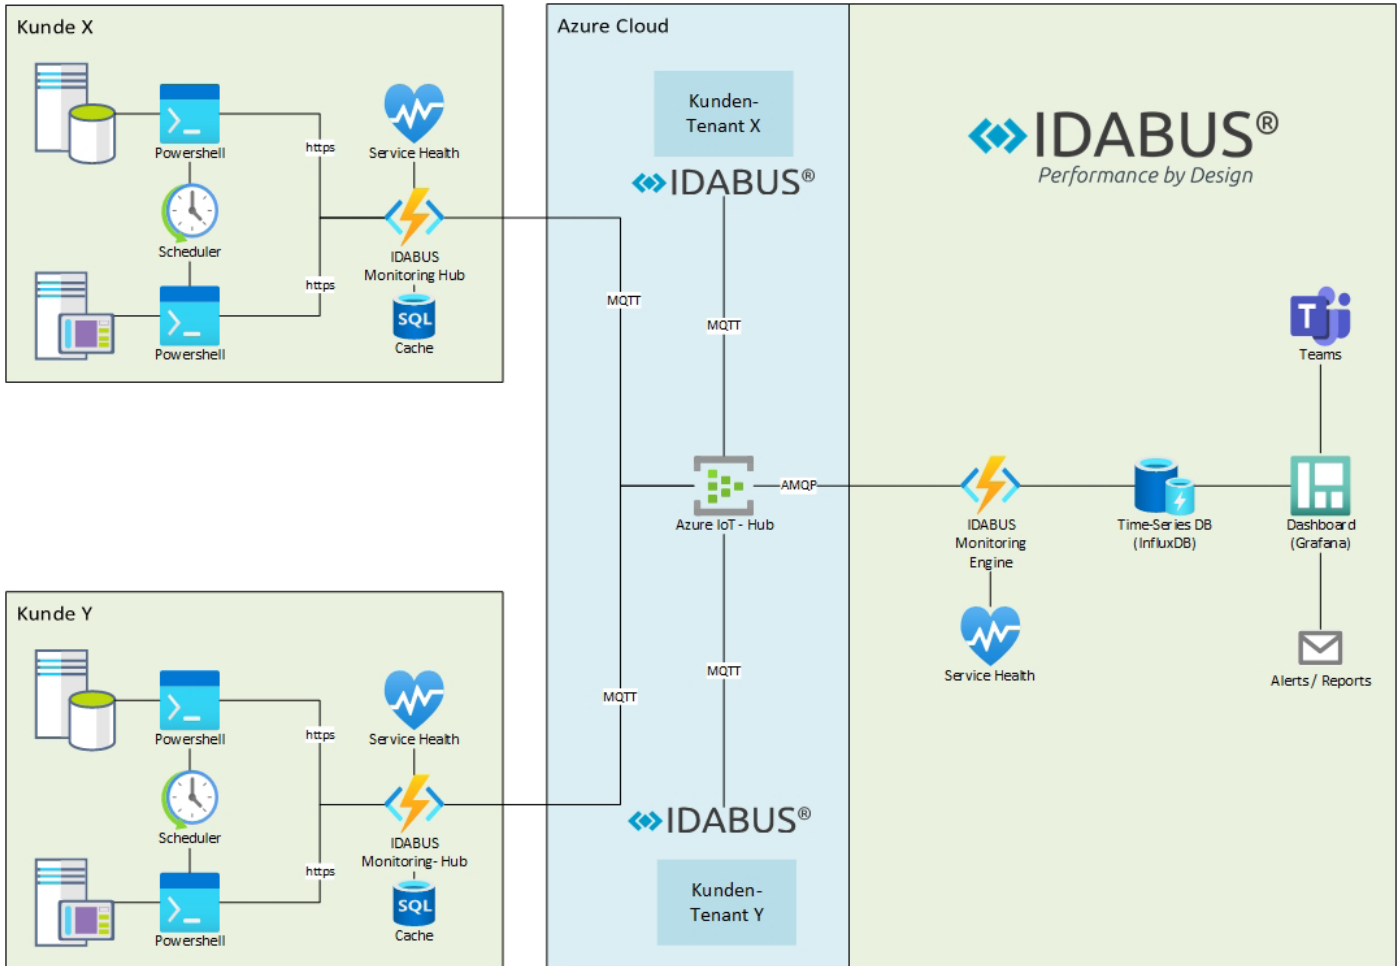 Kunde X
Powershell
Scheduler
Powershell
https
https
Service Health
IDABUS
Monitoring Hub
SQL
Cache
Kunde Y
Powershell
Scheduler
Powershell
https
https
Service Health
IDABUS
Monitoring- Hub
SQL
Cache
Azure Cloud
Kunden-
Tenant X
IDABUS®
MQTT
MQTT
Azure IoT - Hub
AMQP
MQTT
MQTT
IDABUS®
Kunden-
Tenant Y
IDABUS®
Performance by Design
T
Teams
IDABUS
Monitoring
Engine
Time-Series DB
(InfluxDB)
Dashboard
(Grafana)
Service Health
Alerts / Reports